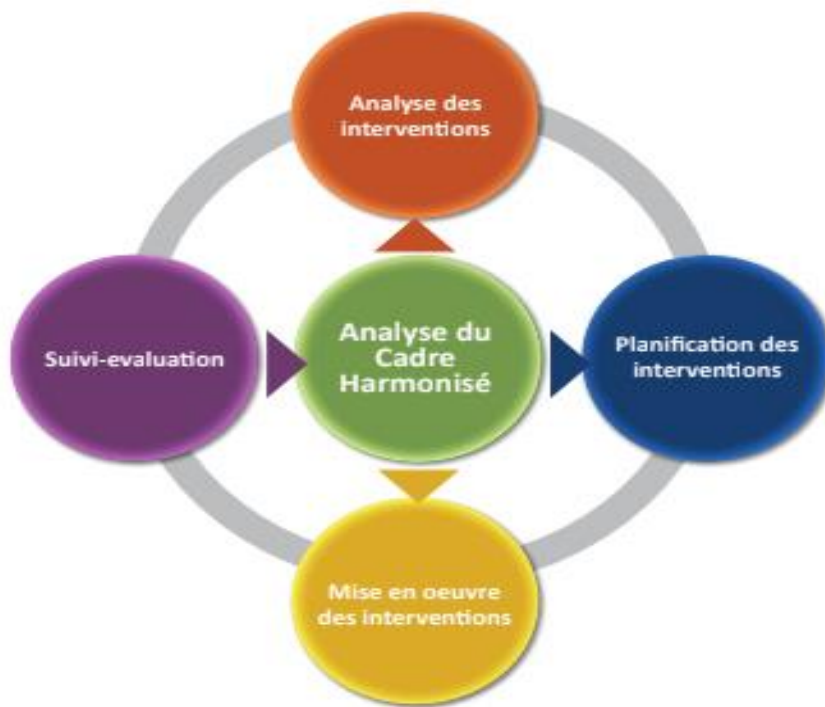 Analyse des
interventions
Suivi-evaluation
Analyse du
Cadre
Harmonisé
Planification des
interventions
Mise en oeuvre
des interventions